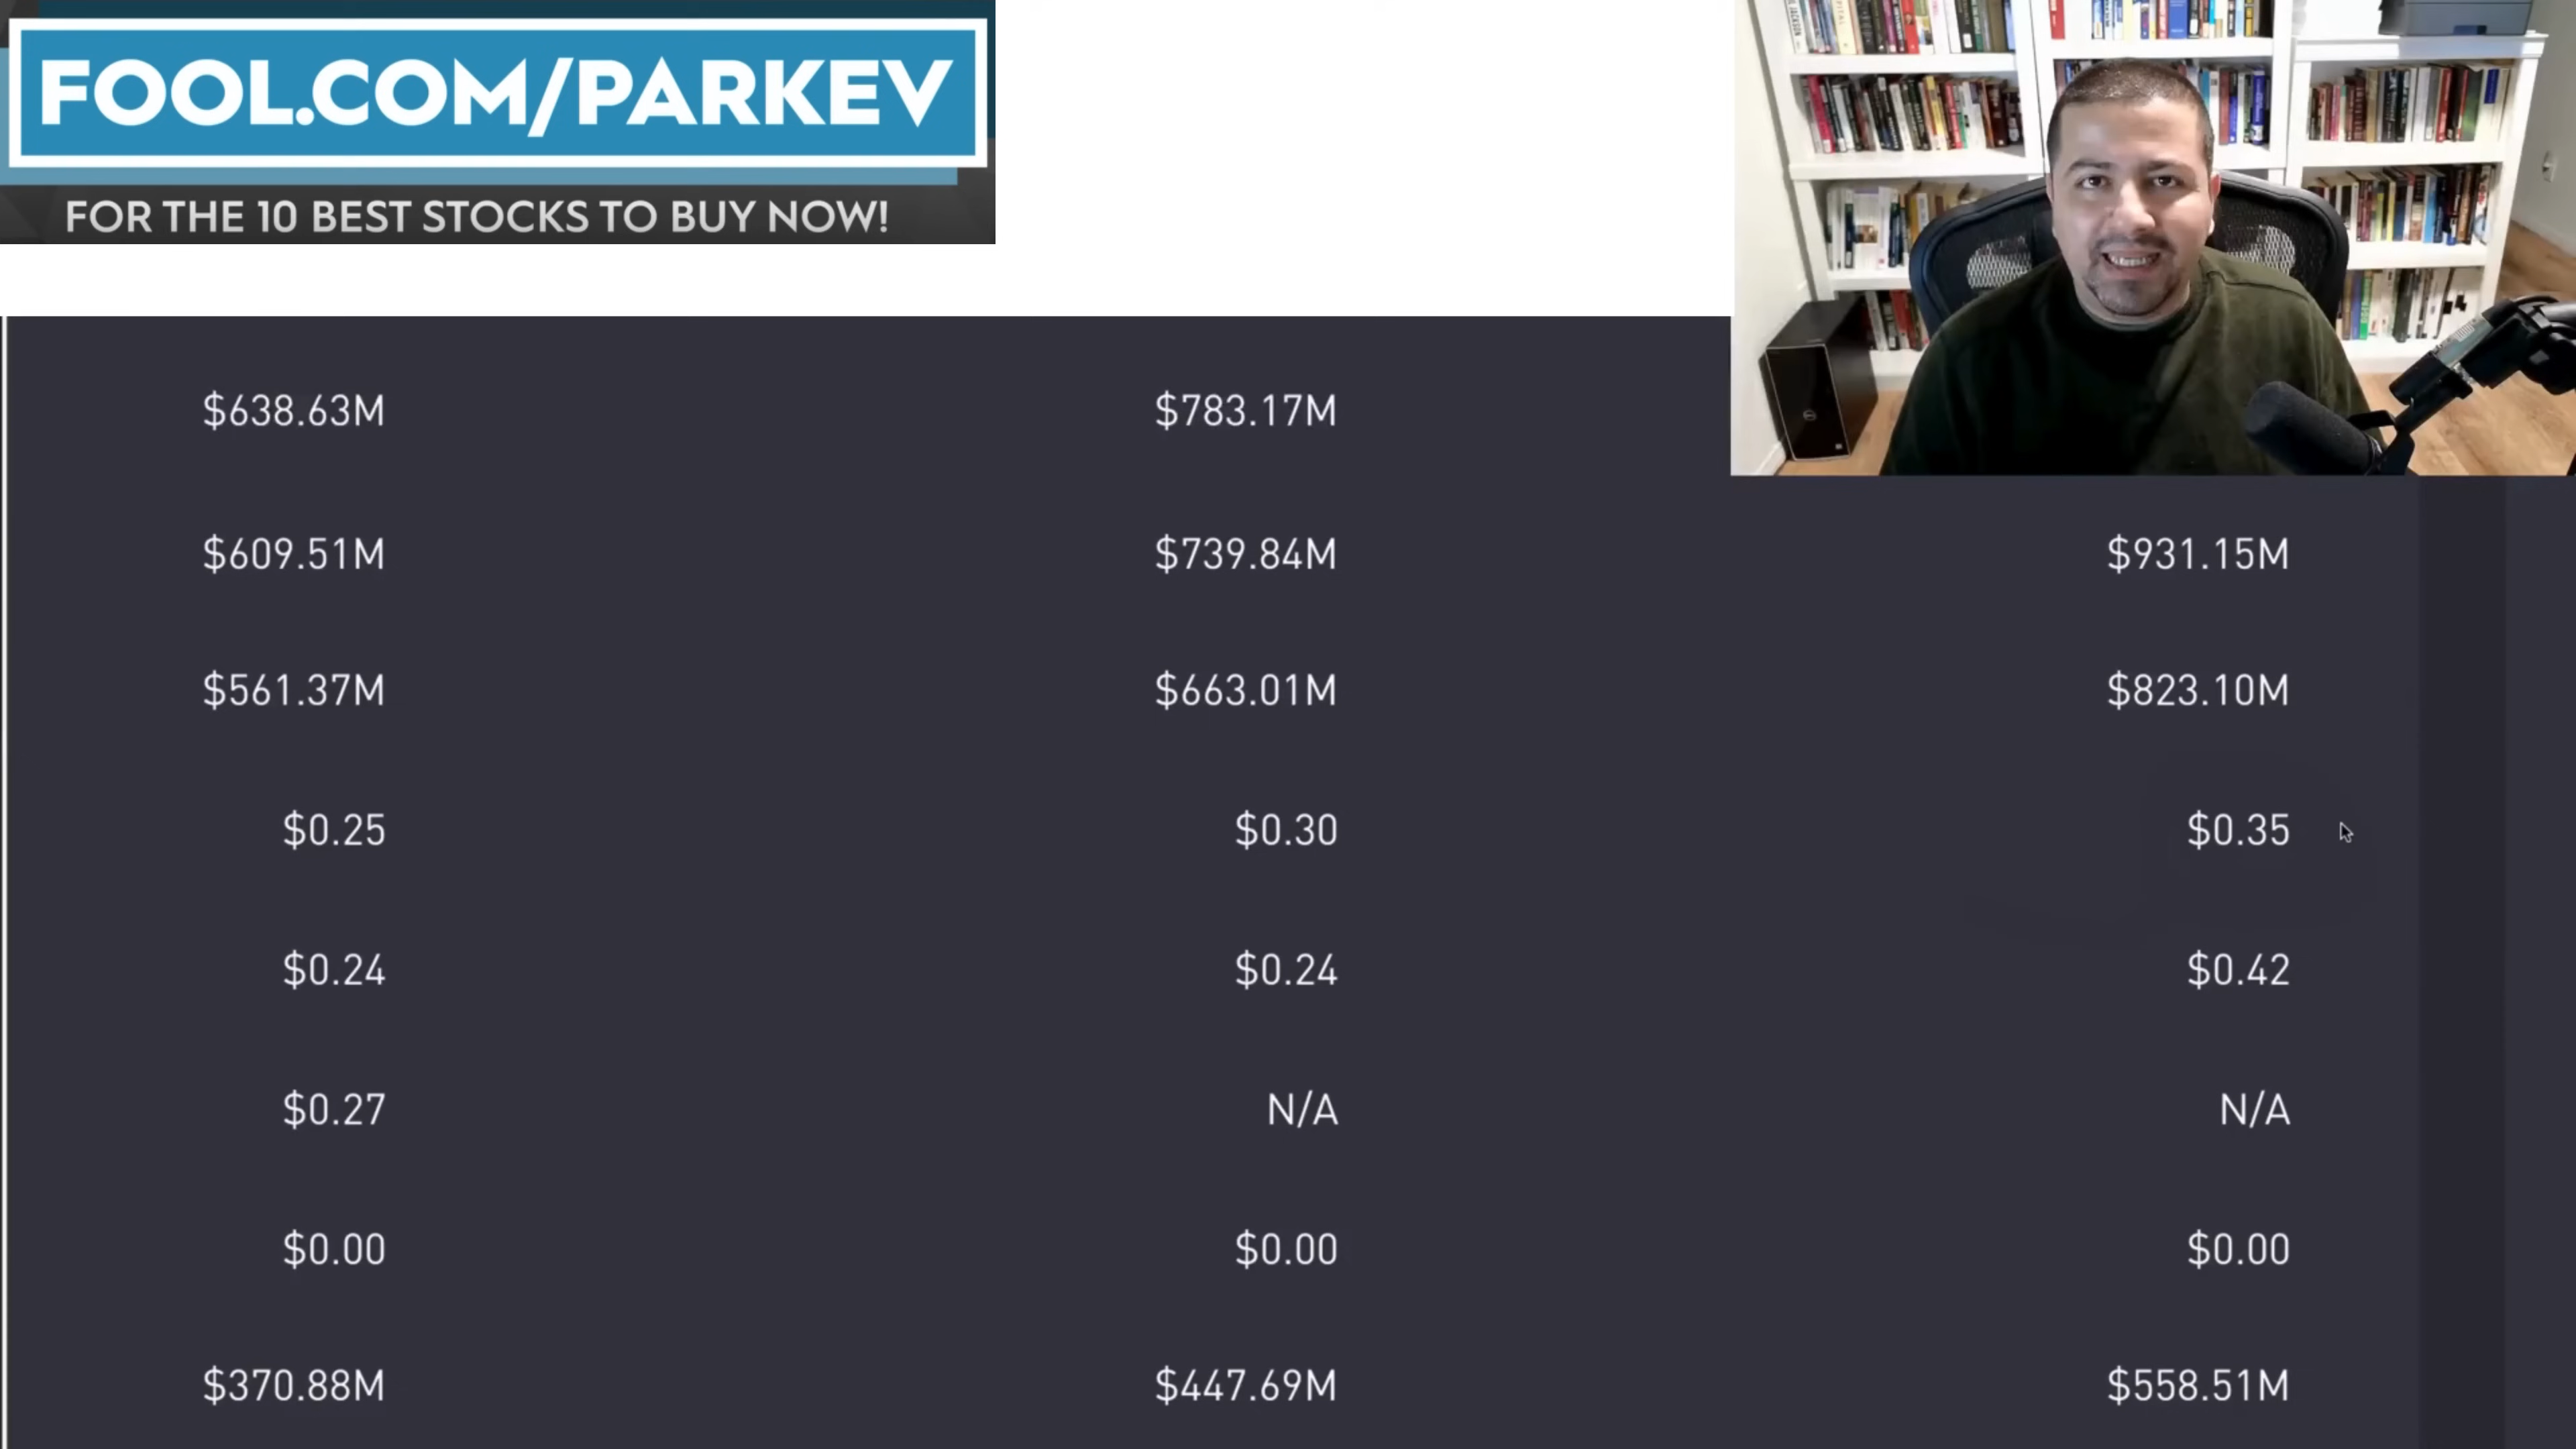 FOOL.COM/PARKEV
FOR THE 10 BEST STOCKS TO BUY NOW!
$638.63M $783.17M
$609.51M $739.84M $931.15M
$561.37M $663.01M $823.10M
$0.25 $0.30 $0.35
$0.24 $0.24 $0.42
$0.27 N/A N/A
$0.00 $0.00 $0.00
$370.88M $447.69M $558.51M